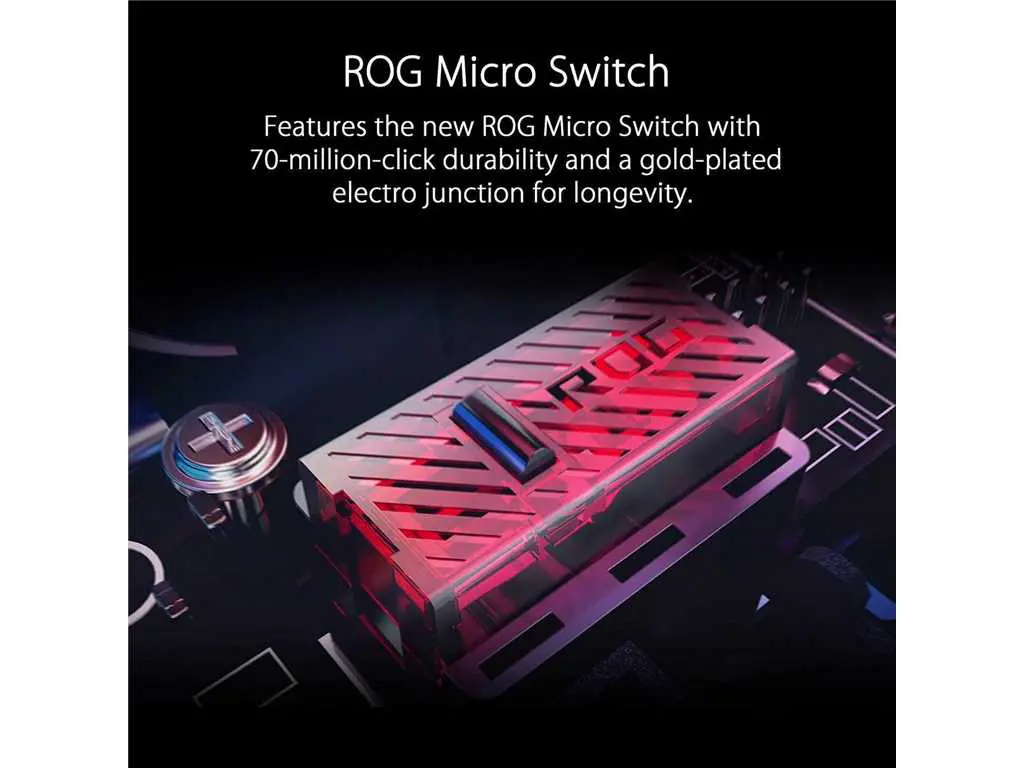 ROG Micro Switch
Features the new ROG Micro Switch with
70-million-click durability and a gold-plated
electro junction for longevity.
ROG